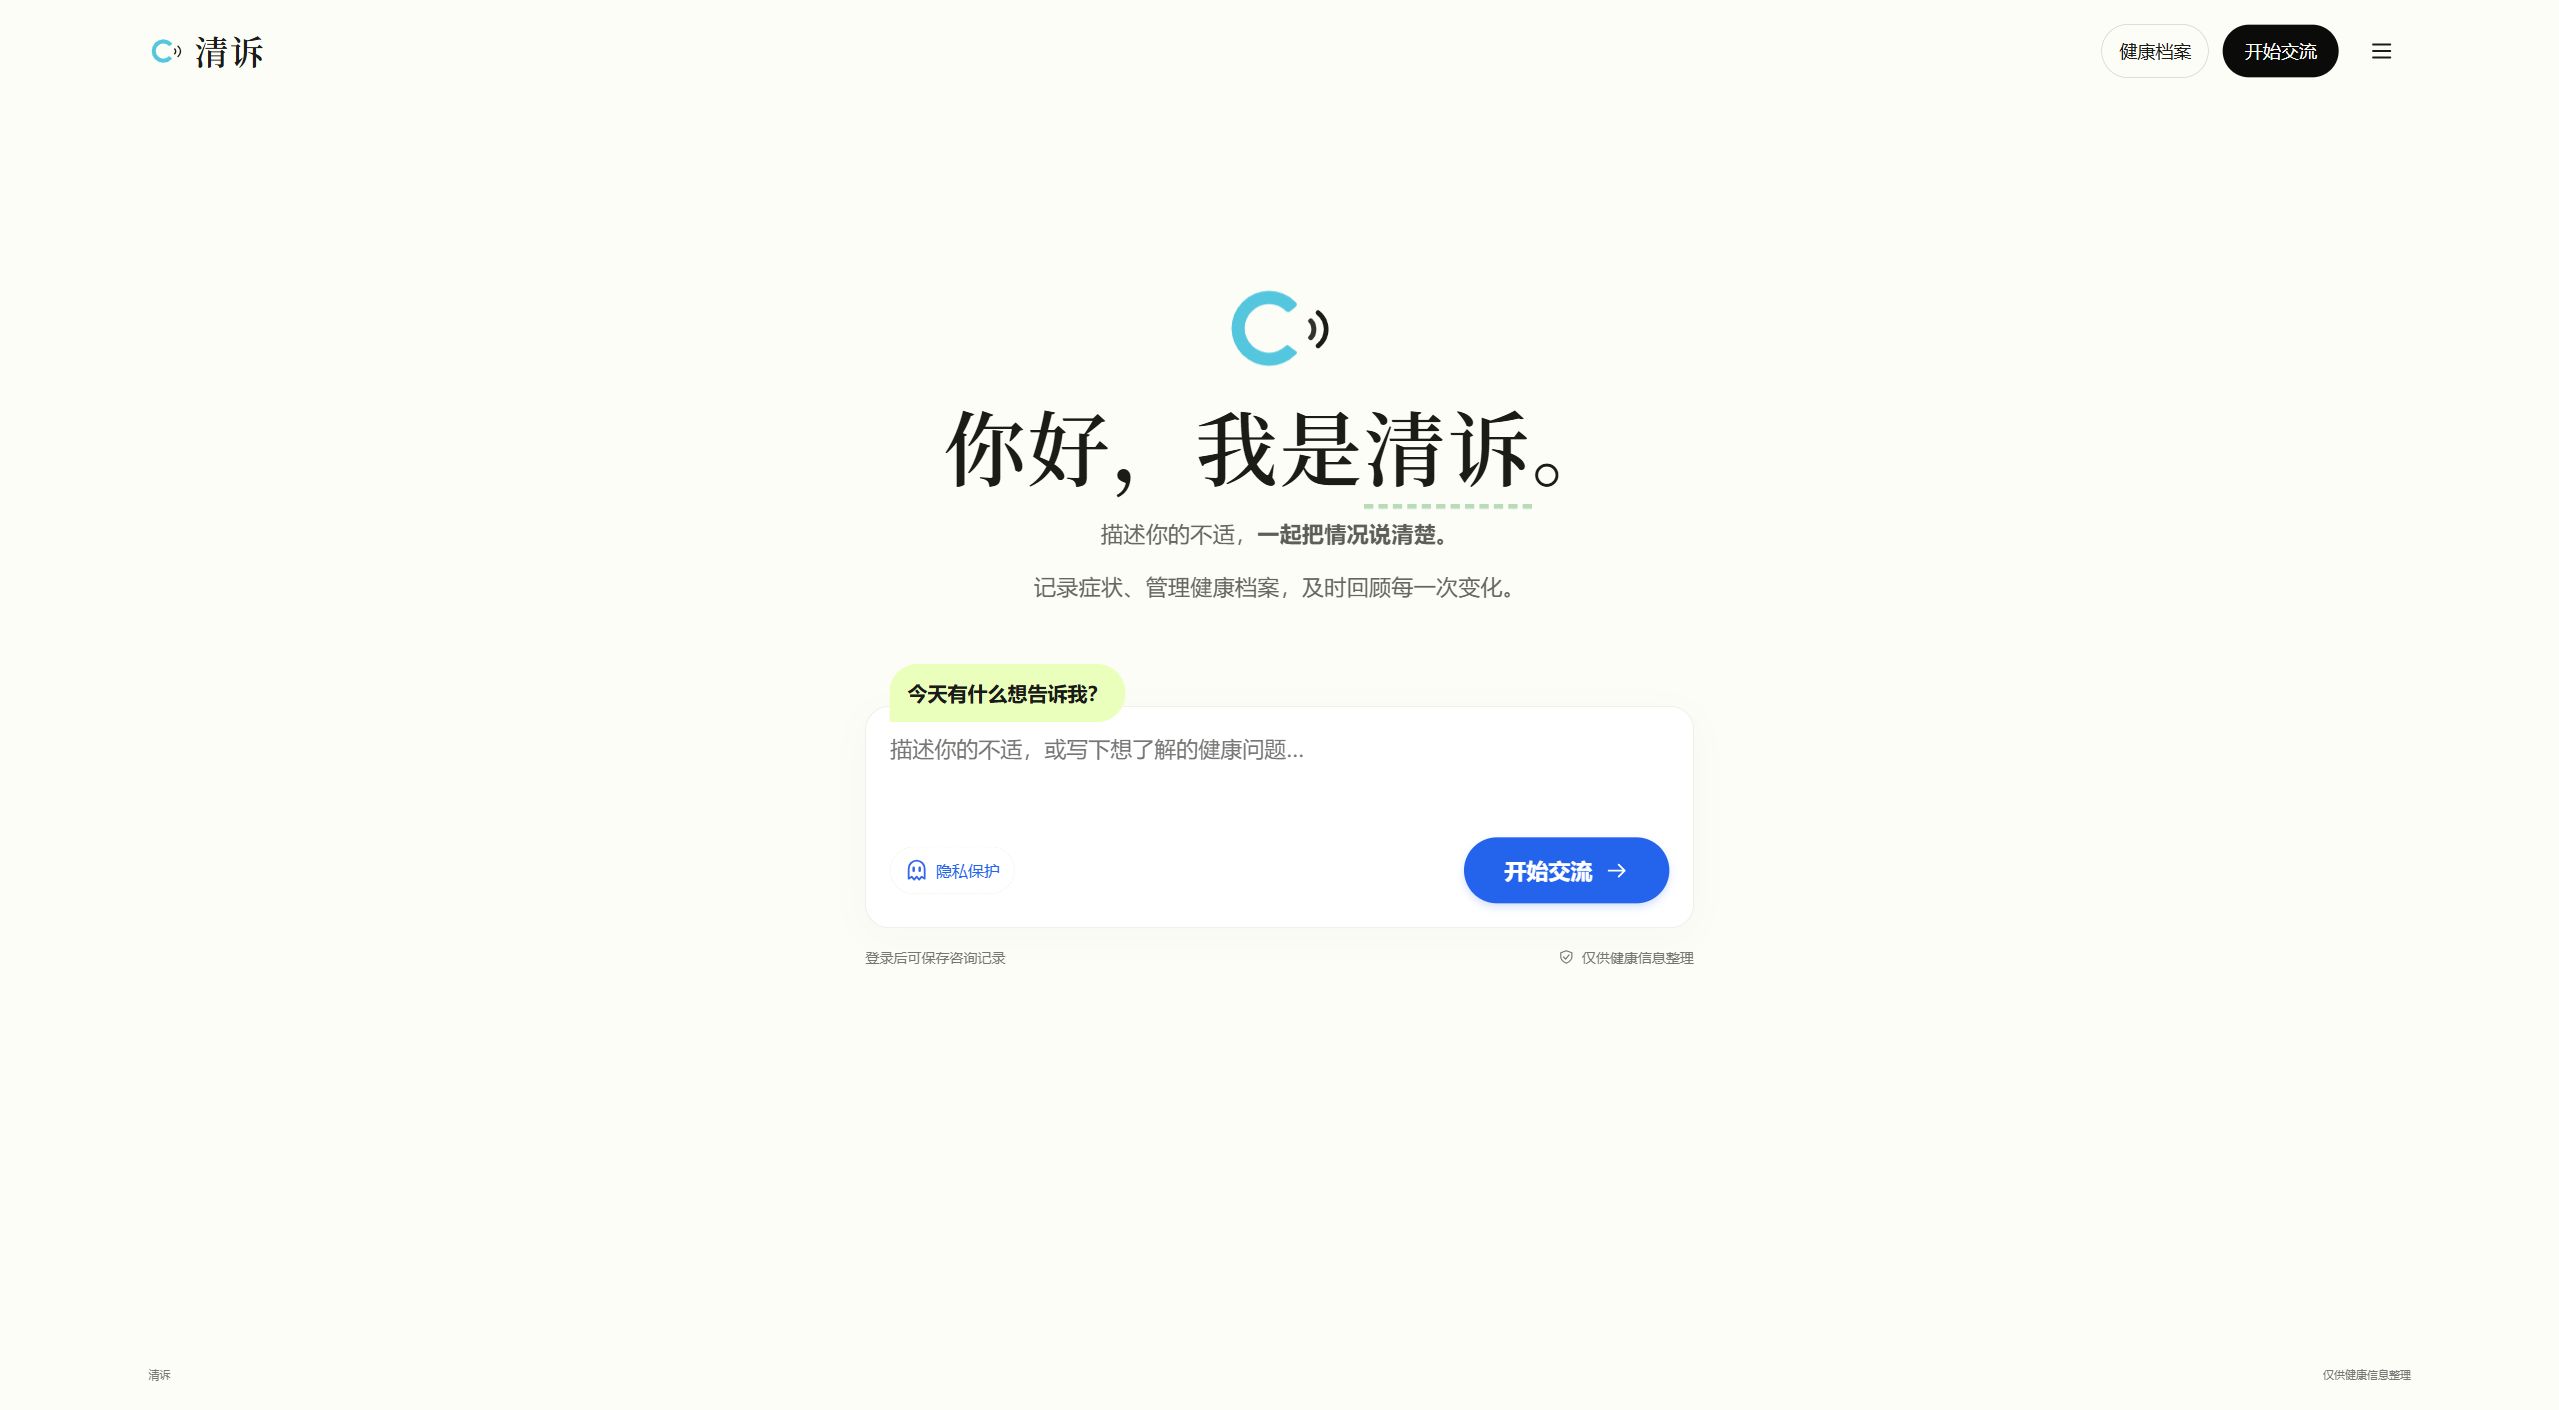 清诉
健康档案
开始交流
你好，我是清诉。
描述你的不适，一起把情况说清楚。
记录症状、管理健康档案，及时回顾每一次变化。
今天有什么想告诉我？
描述你的不适，或写下想了解的健康问题...
隐私保护
开始交流 →
登录后可保存咨询记录
仅供健康信息整理
清诉
仅供健康信息整理